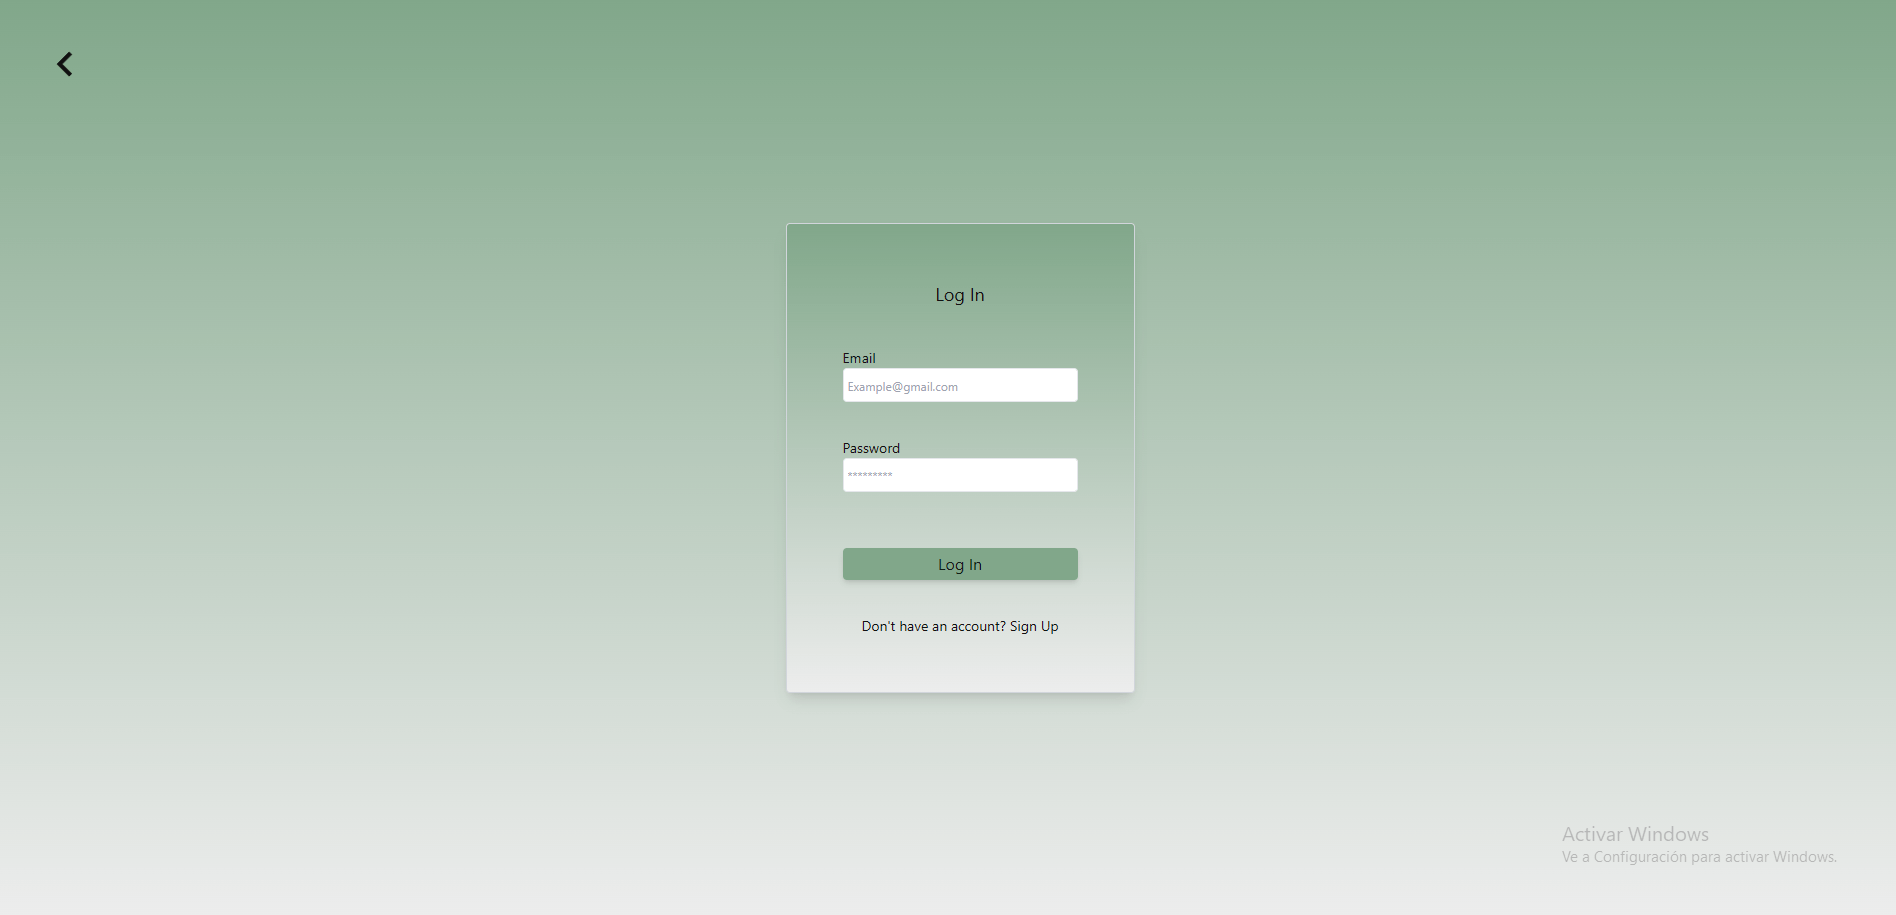 Log In
Email
Example@gmail.com
Password
*********
Log In
Don't have an account? Sign Up
Activar Windows
Ve a Configuración para activar Windows.